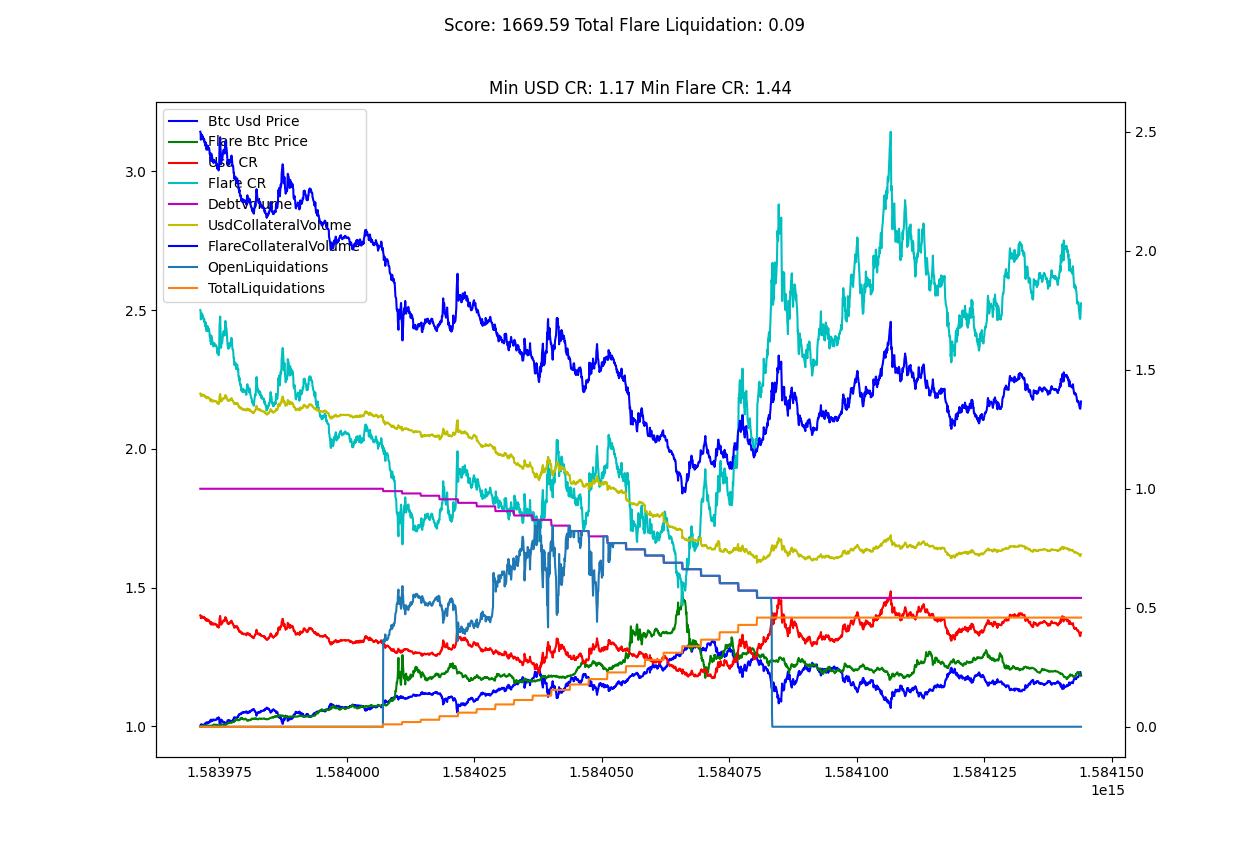 Score: 1669.59 Total Flare Liquidation: 0.09
Min USD CR: 1.17 Min Flare CR: 1.44
Btc Usd Price
Flare Btc Price
Usd CR
Flare CR
DebtVolume
UsdCollateralVolume
FlareCollateralVolume
OpenLiquidations
TotalLiquidations
3.0
2.5
2.0
1.5
1.0
2.5
2.0
1.5
1.0
0.5
0.0
1.583975 1.584000 1.584025 1.584050 1.584075 1.584100 1.584125 1.584150
1e15